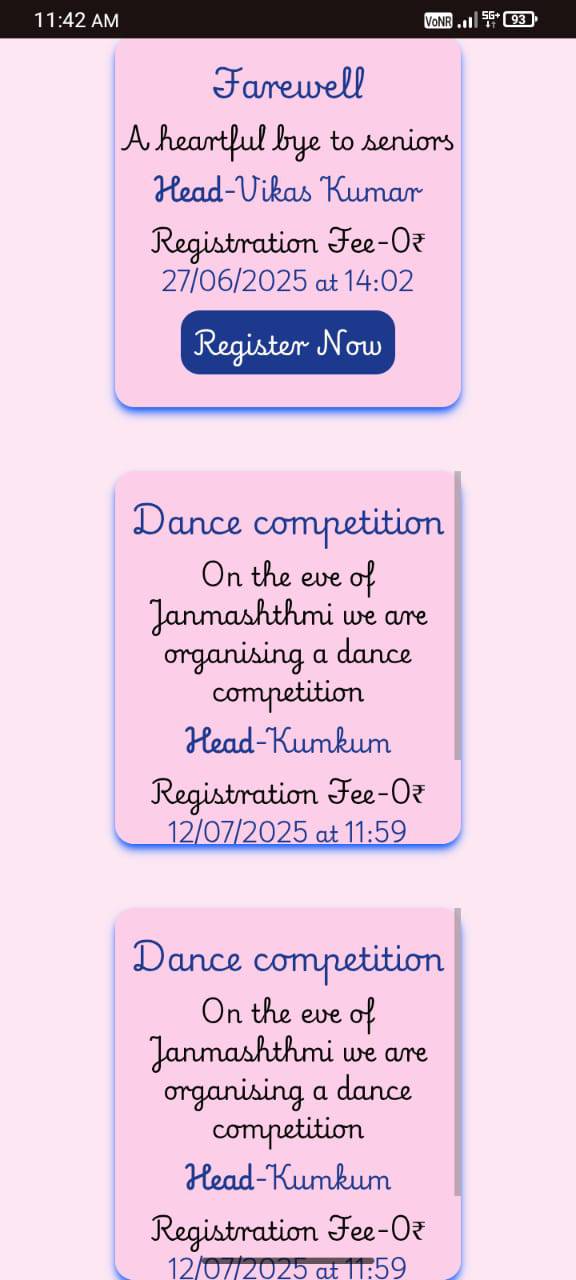 11:42 AM
VoNR 5G+ 93
Farewell
A heartful bye to seniors
Head-Vikas Kumar
Registration Fee-0₹
27/06/2025 at 14:02
Register Now
Dance competition
On the eve of
Janmashthmi we are
organising a dance
competition
Head-Kumkum
Registration Fee-0₹
12/07/2025 at 11:59
Dance competition
On the eve of
Janmashthmi we are
organising a dance
competition
Head-Kumkum
Registration Fee-0₹
12/07/2025 at 11:59